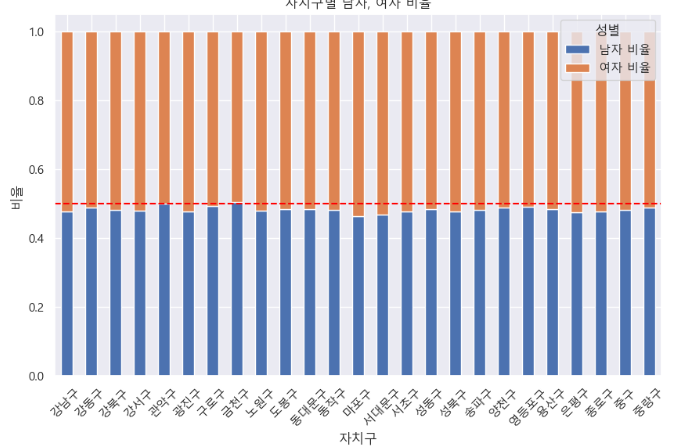 자치구별 남자, 여자 비율
성별
남자 비율
여자 비율
1.0
0.8
0.6
0.4
0.2
0.0
비율
강남구 강동구 강북구 강서구 관악구 광진구 구로구 금천구 노원구 도봉구 동대문구 동작구 마포구 서대문구 서초구 성동구 성북구 송파구 양천구 영등포구 용산구 은평구 종로구 중구 중랑구
자치구